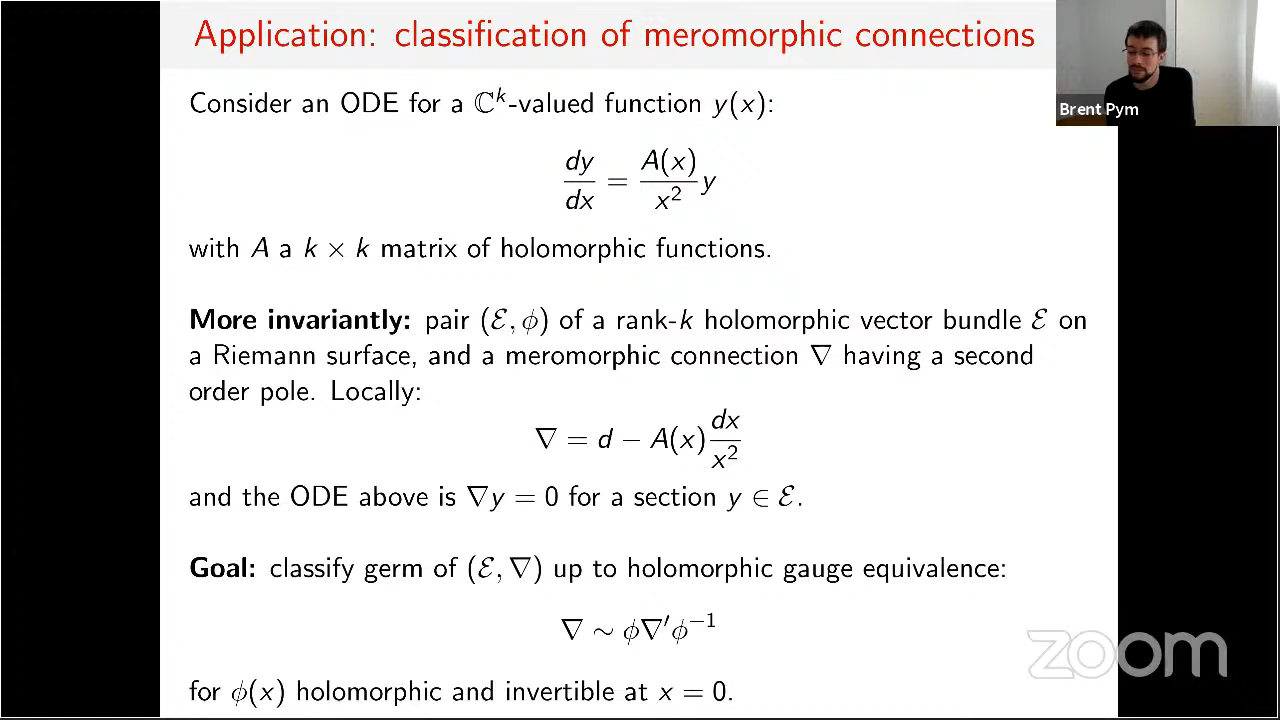 Application: classification of meromorphic connections
Brent Pym
Consider an ODE for a ℂᵏ-valued function y(x):
dy/dx = A(x)/x² y
with A a k × k matrix of holomorphic functions.
More invariantly: pair (ℰ, ϕ) of a rank-k holomorphic vector bundle ℰ on
a Riemann surface, and a meromorphic connection ∇ having a second
order pole. Locally:
∇ = d − A(x) dx/x²
and the ODE above is ∇y = 0 for a section y ∈ ℰ.
Goal: classify germ of (ℰ, ∇) up to holomorphic gauge equivalence:
∇ ∼ ϕ∇′ϕ⁻¹
for ϕ(x) holomorphic and invertible at x = 0.
zoom